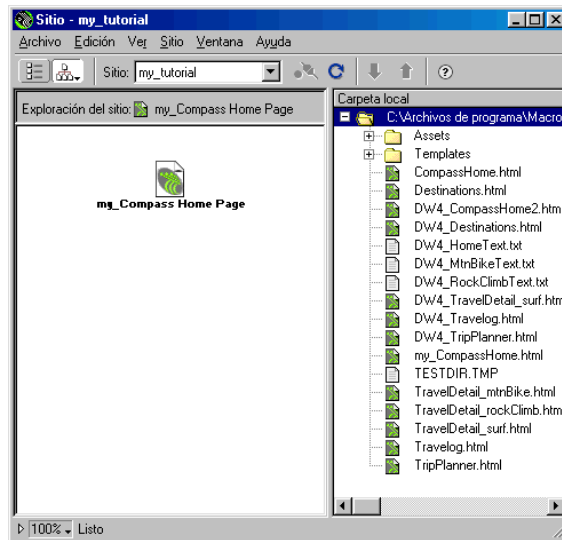 Sitio - my_tutorial
Archivo Edición Ver Sitio Ventana Ayuda
Sitio: my_tutorial
Exploración del sitio: my_Compass Home Page
my_Compass Home Page
Carpeta local
C:\Archivos de programa\Macro
Assets
Templates
CompassHome.html
Destinations.html
DW4_CompassHome2.htm
DW4_Destinations.html
DW4_HomeText.txt
DW4_MtnBikeText.txt
DW4_RockClimbText.txt
DW4_TravelDetail_surf.htm
DW4_Travelog.html
DW4_TripPlanner.html
my_CompassHome.html
TESTDIR.TMP
TravelDetail_mtnBike.html
TravelDetail_rockClimb.htm
TravelDetail_surf.html
Travelog.html
TripPlanner.html
100% Listo